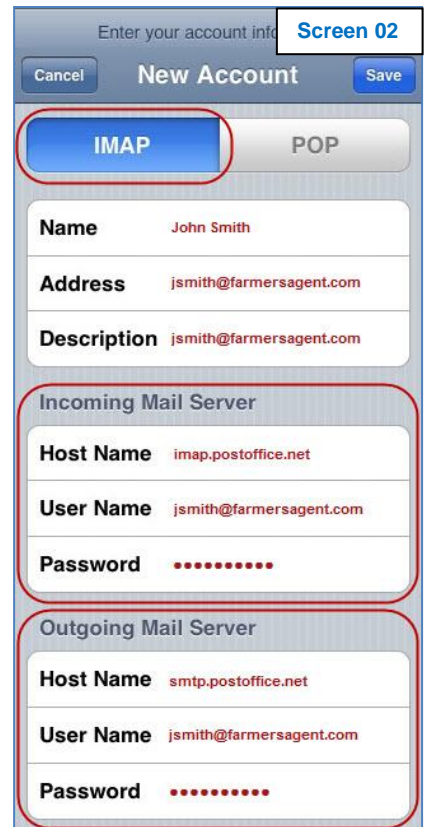 Enter your account info
Screen 02
Cancel New Account Save
IMAP POP
Name John Smith
Address jsmith@farmersagent.com
Description jsmith@farmersagent.com
Incoming Mail Server
Host Name imap.postoffice.net
User Name jsmith@farmersagent.com
Password ••••••••••
Outgoing Mail Server
Host Name smtp.postoffice.net
User Name jsmith@farmersagent.com
Password ••••••••••